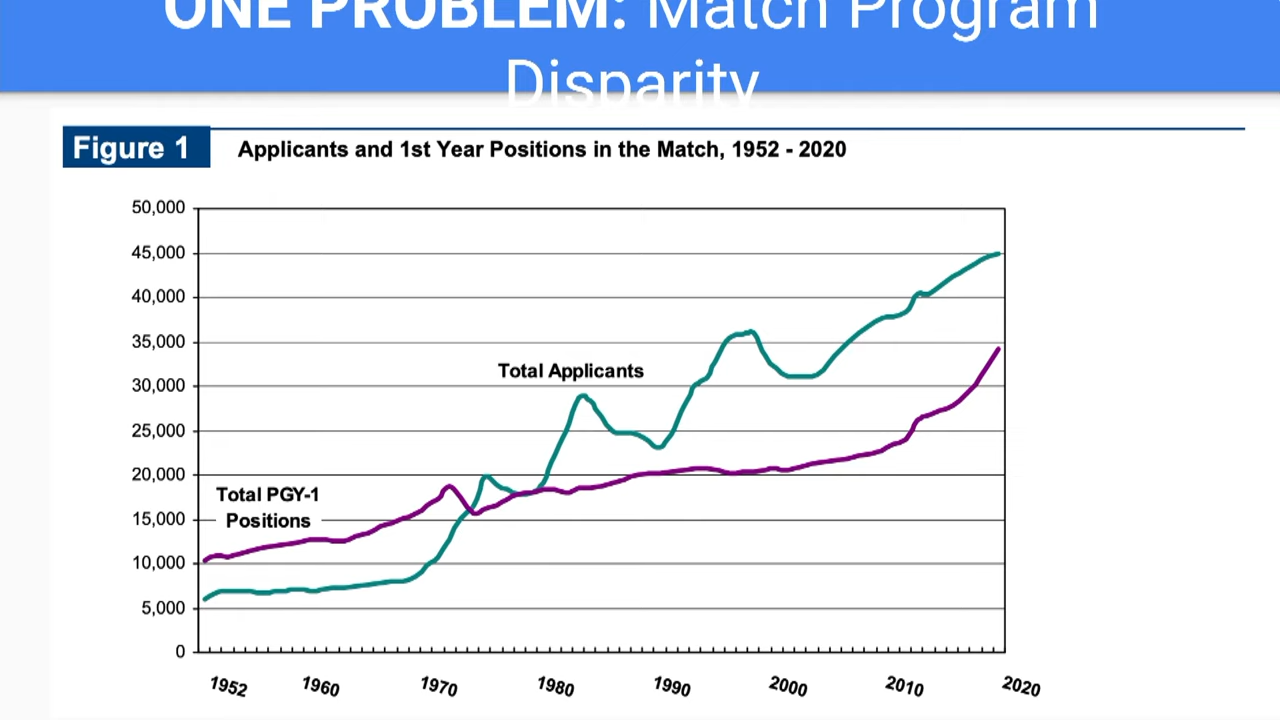 ONE PROBLEM: Match Program
Disparity
Figure 1
Applicants and 1st Year Positions in the Match, 1952 - 2020
50,000
45,000
40,000
35,000
30,000
25,000
20,000
15,000
10,000
5,000
0
Total Applicants
Total PGY-1
Positions
1952
1960
1970
1980
1990
2000
2010
2020